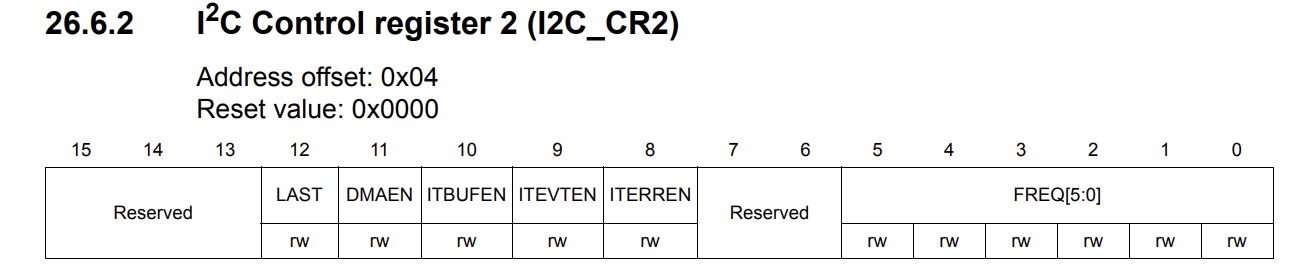 26.6.2 I2C Control register 2 (I2C_CR2)
Address offset: 0x04
Reset value: 0x0000
15 14 13 12 11 10 9 8 7 6 5 4 3 2 1 0
Reserved LAST DMAEN ITBUFEN ITEVTEN ITERREN Reserved FREQ[5:0]
rw rw rw rw rw rw rw rw rw rw rw